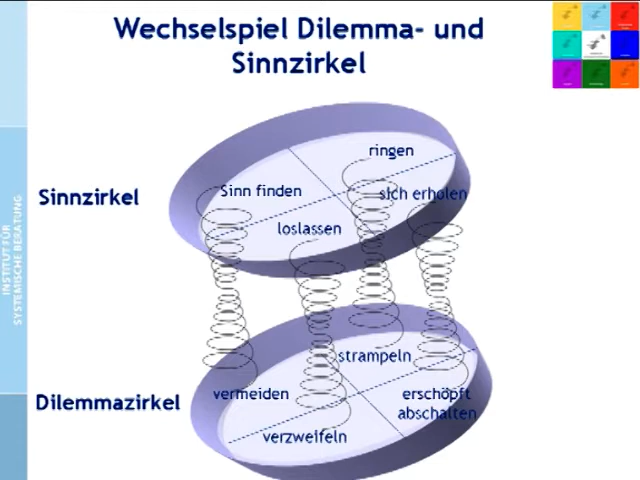 Wechselspiel Dilemma- und
Sinnzirkel
ringen
Sinnzirkel
Sinn finden
sich erholen
loslassen
strampeln
Dilemmazirkel
vermeiden
erschöpft
abschalten
verzweifeln
INSTITUT FÜR
SYSTEMISCHE BERATUNG